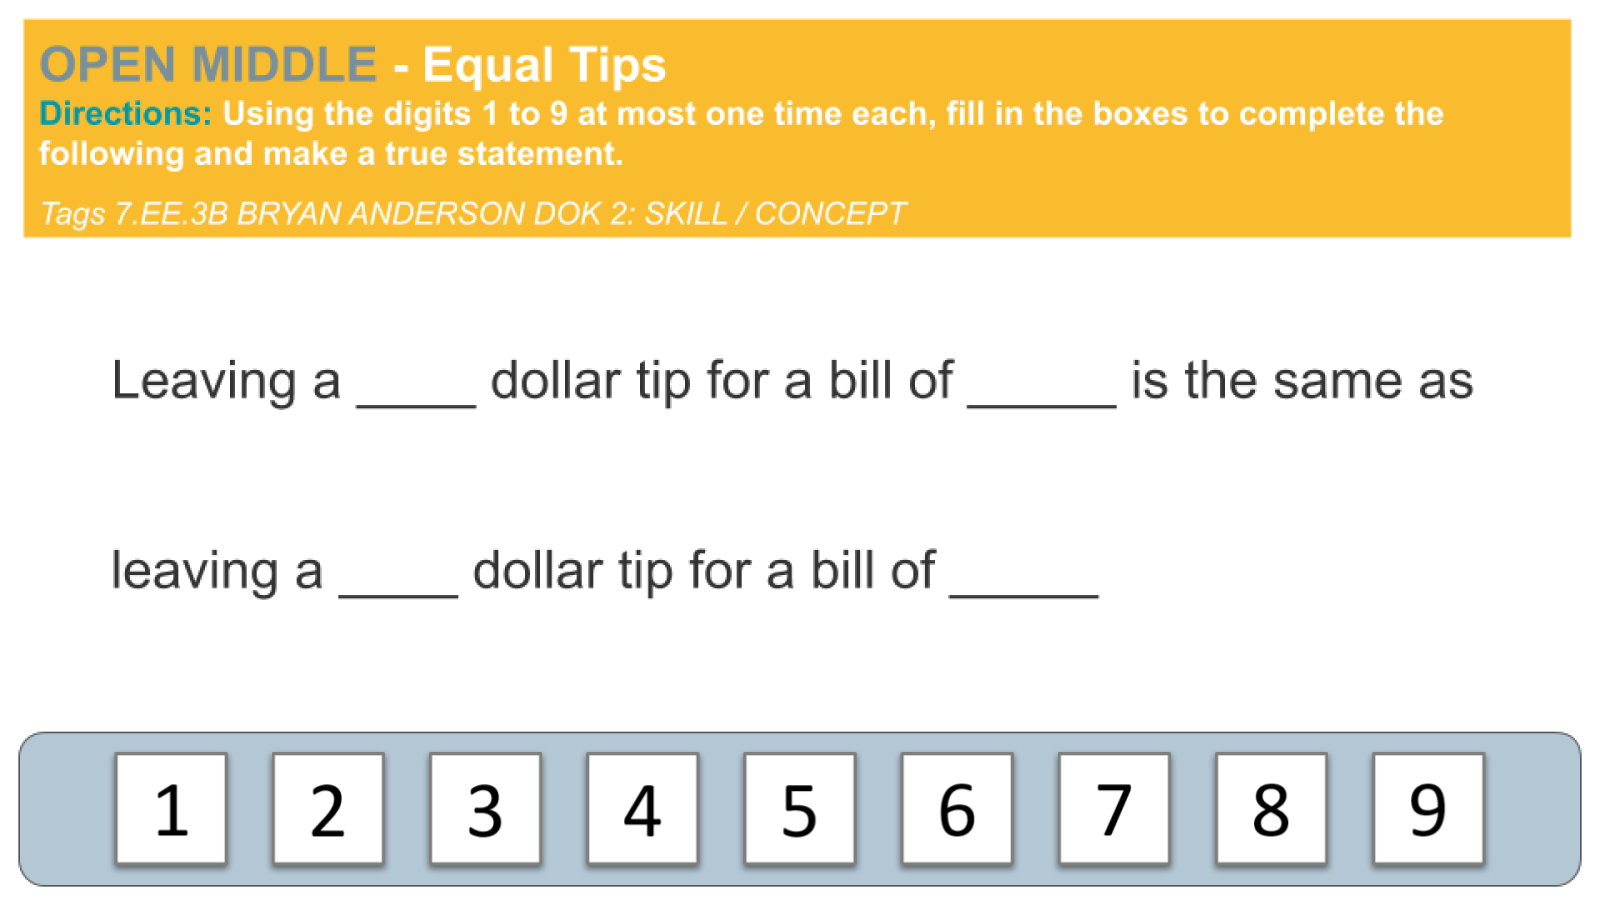 OPEN MIDDLE - Equal Tips
Directions: Using the digits 1 to 9 at most one time each, fill in the boxes to complete the
following and make a true statement.
Tags 7.EE.3B BRYAN ANDERSON DOK 2: SKILL / CONCEPT
Leaving a ____ dollar tip for a bill of _____ is the same as
leaving a ____ dollar tip for a bill of _____
1 2 3 4 5 6 7 8 9